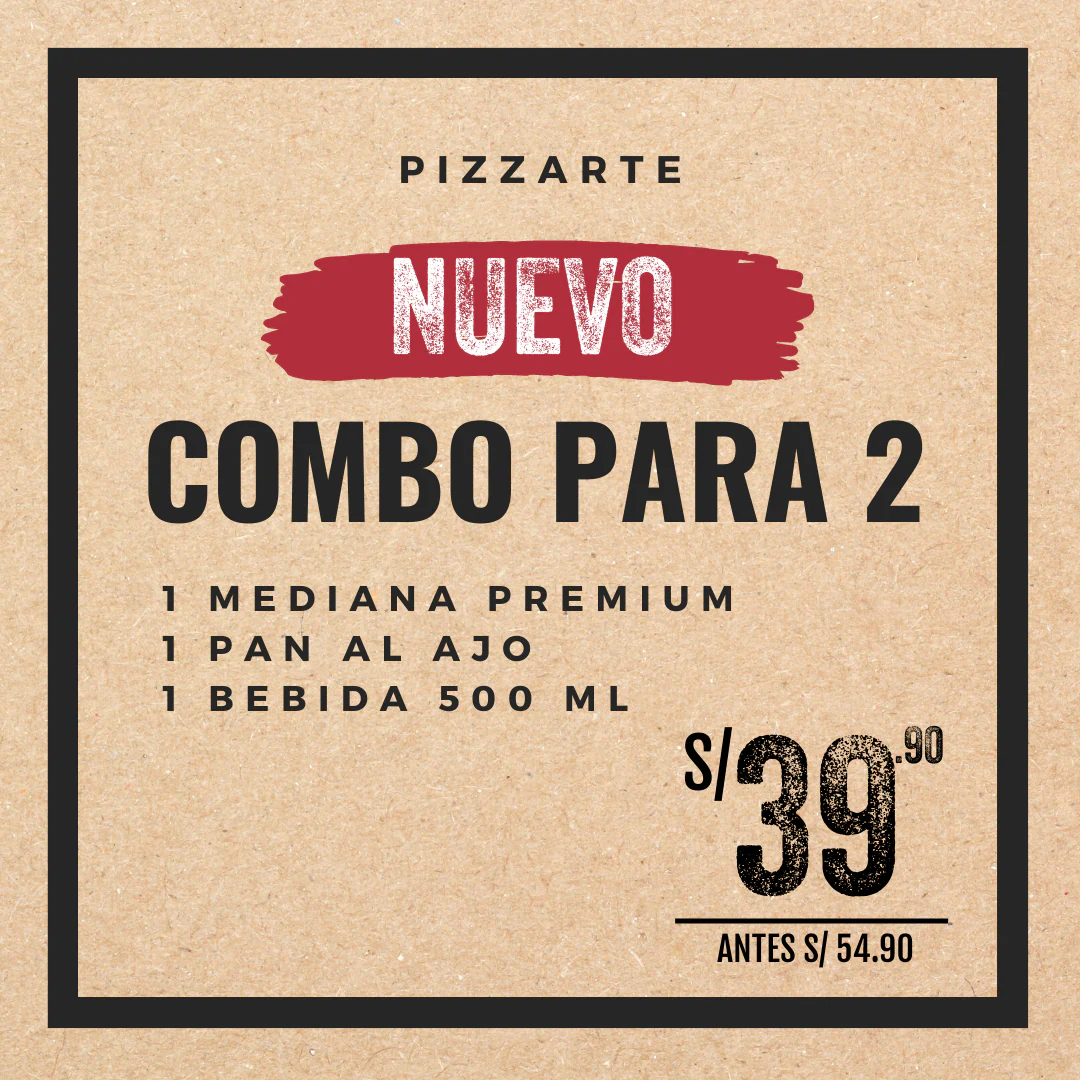 PIZZARTE
NUEVO
COMBO PARA 2
1 MEDIANA PREMIUM
1 PAN AL AJO
1 BEBIDA 500 ML
S/39.90
ANTES S/ 54.90